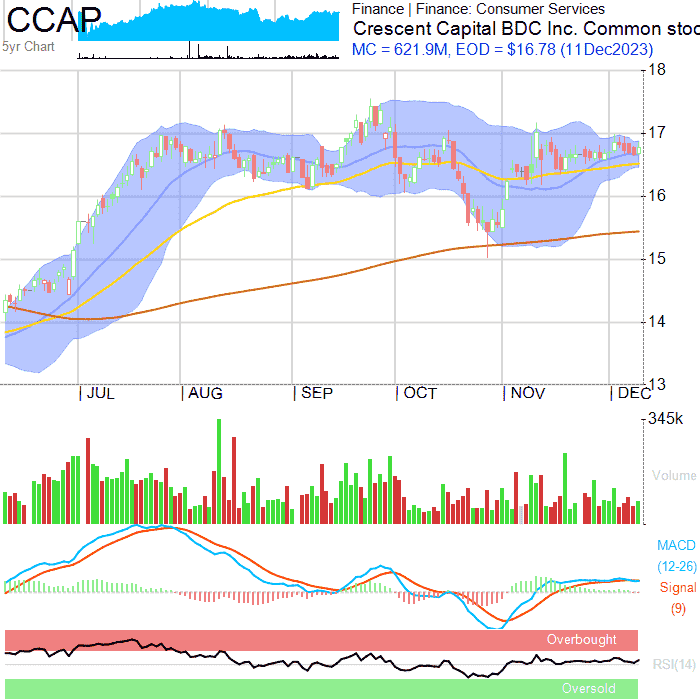 CCAP
5yr Chart
Finance | Finance: Consumer Services
Crescent Capital BDC Inc. Common stoc
MC = 621.9M, EOD = $16.78 (11Dec2023)
18
17
16
15
14
13
| JUL | AUG | SEP | OCT | NOV | DEC
345k
Volume
MACD
(12-26)
Signal
(9)
Overbought
RSI(14)
Oversold